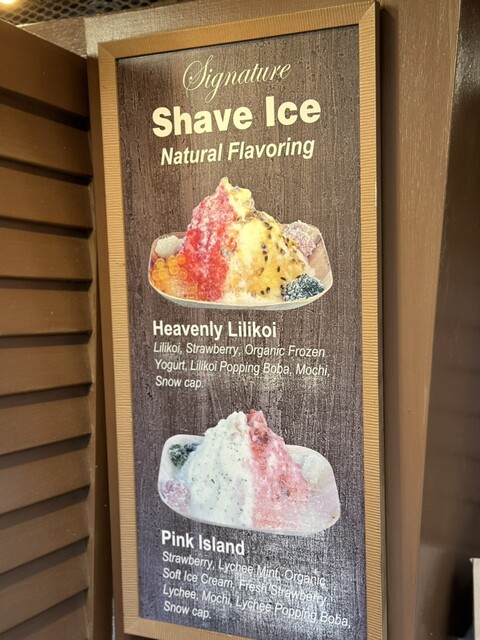 Signature
Shave Ice
Natural Flavoring
Heavenly Lilikoi
Lilikoi, Strawberry, Organic Frozen
Yogurt, Lilikoi Popping Boba, Mochi,
Snow cap.
Pink Island
Strawberry, Lychee Mint, Organic
Soft Ice Cream, Fresh Strawberry,
Lychee, Mochi, Lychee Popping Boba,
Snow cap.